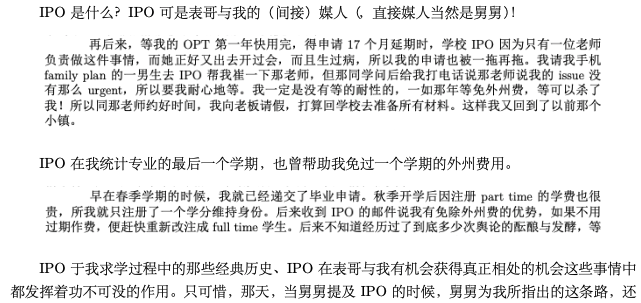 IPO 是什么？IPO 可是表哥与我的（间接）媒人（，直接媒人当然是舅舅）！
再后来，等我的 OPT 第一年快用完，得申请 17 个月延期时，学校 IPO 因为只有一位老师
负责做这件事情，而她正好又出去开过会，而且生过病，所以我的申请也被一拖再拖。我请我手机
family plan 的一男生去 IPO 帮我崔一下那老师，但那同学问后给我打电话说那老师说我的 issue 没
有那么 urgent，所以要我耐心地等。我一定是没有等的耐性的，一如那年等免外州费，等可以杀了
我！所以同那老师约好时间，我向老板请假，打算回学校去准备所有材料。这样我又回到了以前那个
小镇。
IPO 在我统计专业的最后一个学期，也曾帮助我免过一个学期的外州费用。
早在春季学期的时候，我就已经递交了毕业申请。秋季开学后因注册 part time 的学费也很
贵，所我就只注册了一个学分维持身份。后来收到 IPO 的邮件说我有免除外州费的优势，如果不用
过期作费，便赶快重新改注成 full time 学生。后来不知道经历过了到底多少次舆论的酝酿与发酵，等
IPO 于我求学过程中的那些经典历史、IPO 在表哥与我有机会获得真正相处的机会这些事情中
都发挥着功不可没的作用。只可惜，那天，当舅舅提及 IPO 的时候，舅舅为我所指出的这条路，还